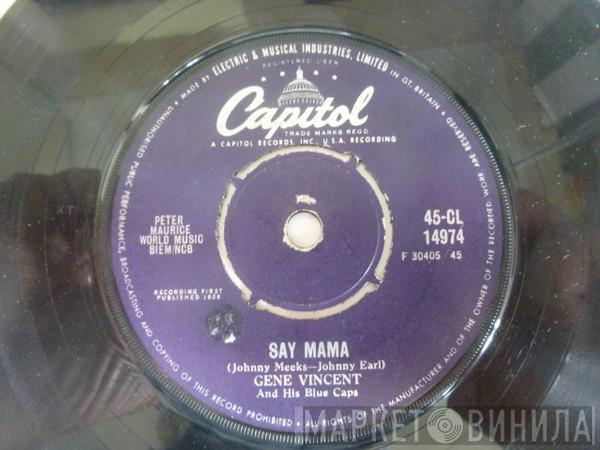 MADE BY ELECTRIC & MUSICAL INDUSTRIES, LIMITED IN GT. BRITAIN • ALL RIGHTS OF THE MANUFACTURER AND OF THE OWNER OF THE RECORDED WORK ARE RESERVED
UNAUTHORISED PUBLIC PERFORMANCE, BROADCASTING AND COPYING OF THIS RECORD PROHIBITED
REGISTERED USER
Capitol
TRADE MARKS REGD
A CAPITOL RECORDS, INC., U.S.A. RECORDING
PETER
MAURICE
WORLD MUSIC
BIEM/NCB
45-CL
14974
F 30405 45
RECORDING FIRST
PUBLISHED 1958
SAY MAMA
(Johnny Meeks—Johnny Earl)
GENE VINCENT
And His Blue Caps
МАРКЕТ ВИНИЛА